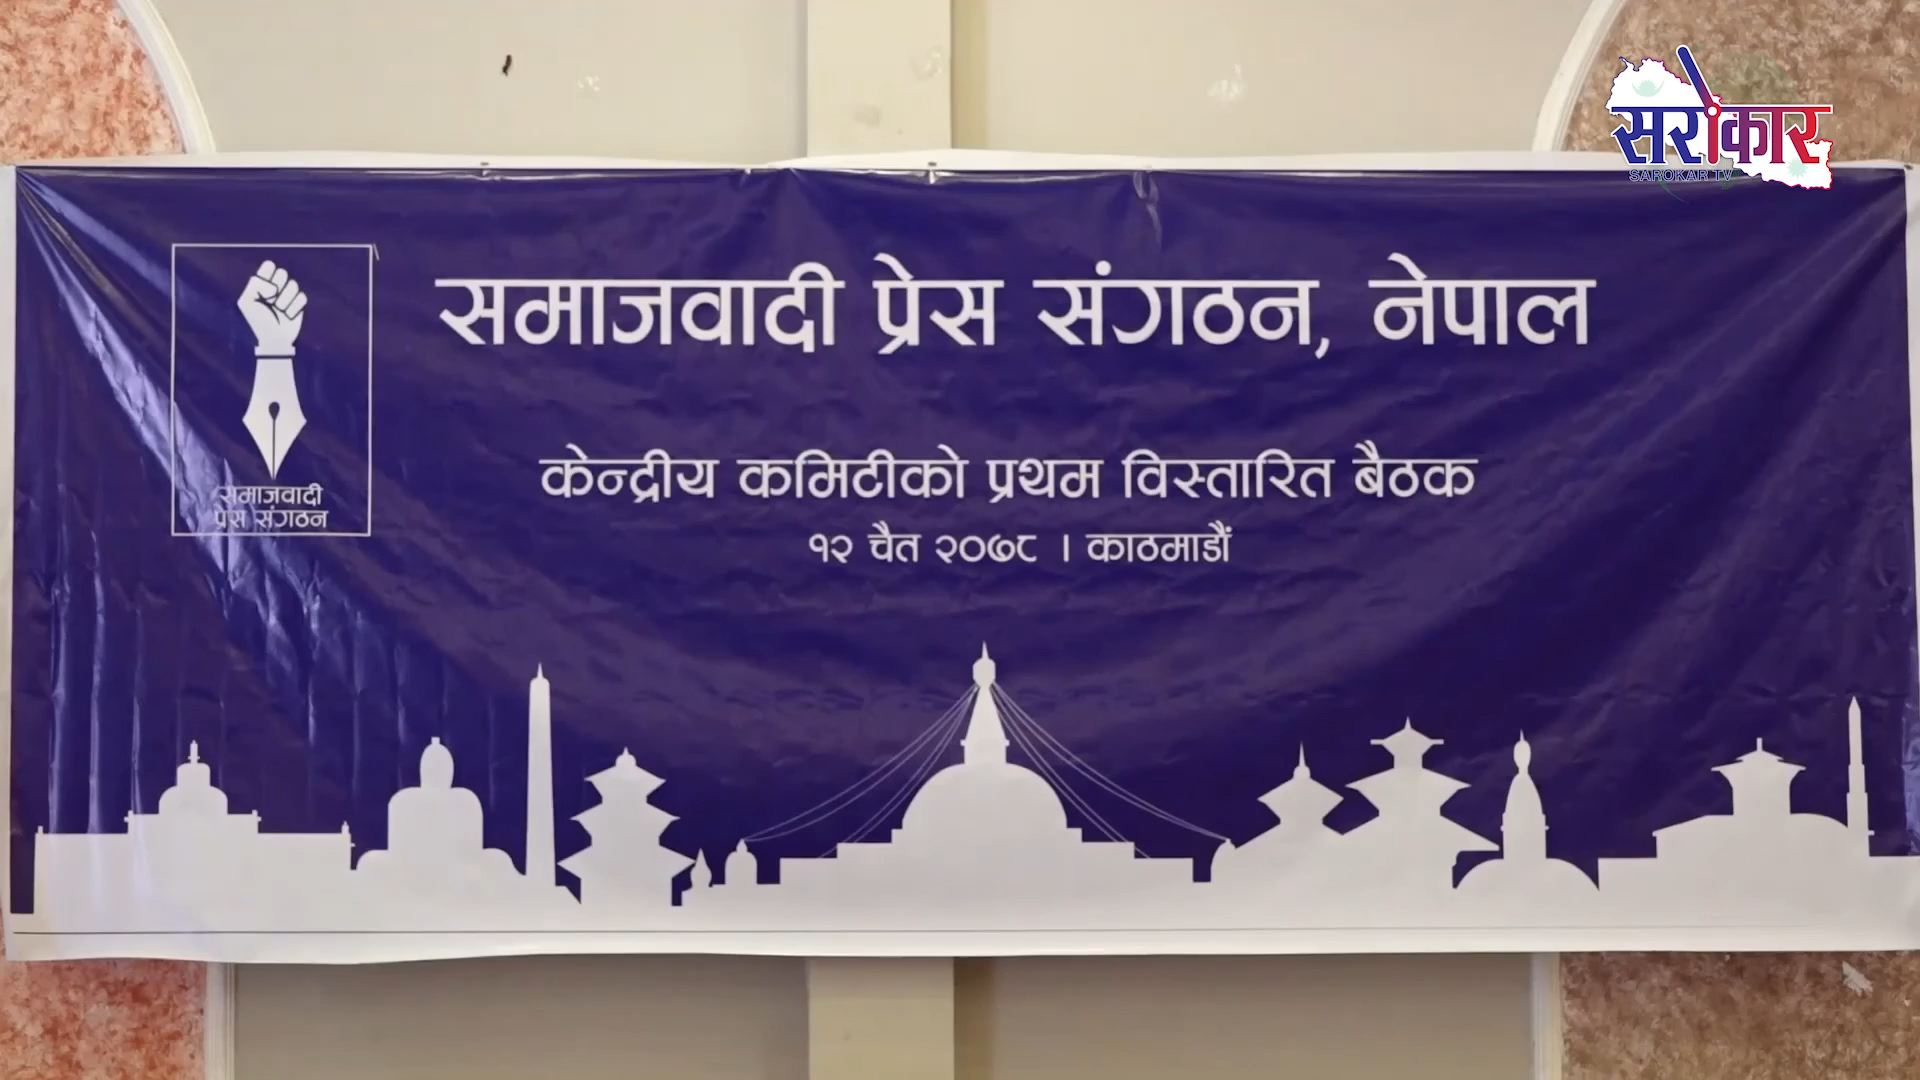 सरोकार
SAROKAR TV
समाजवादी प्रेस संगठन, नेपाल
केन्द्रीय कमिटीको प्रथम विस्तारित बैठक
१२ चैत २०७८ । काठमाडौं
समाजवादी
प्रेस संगठन